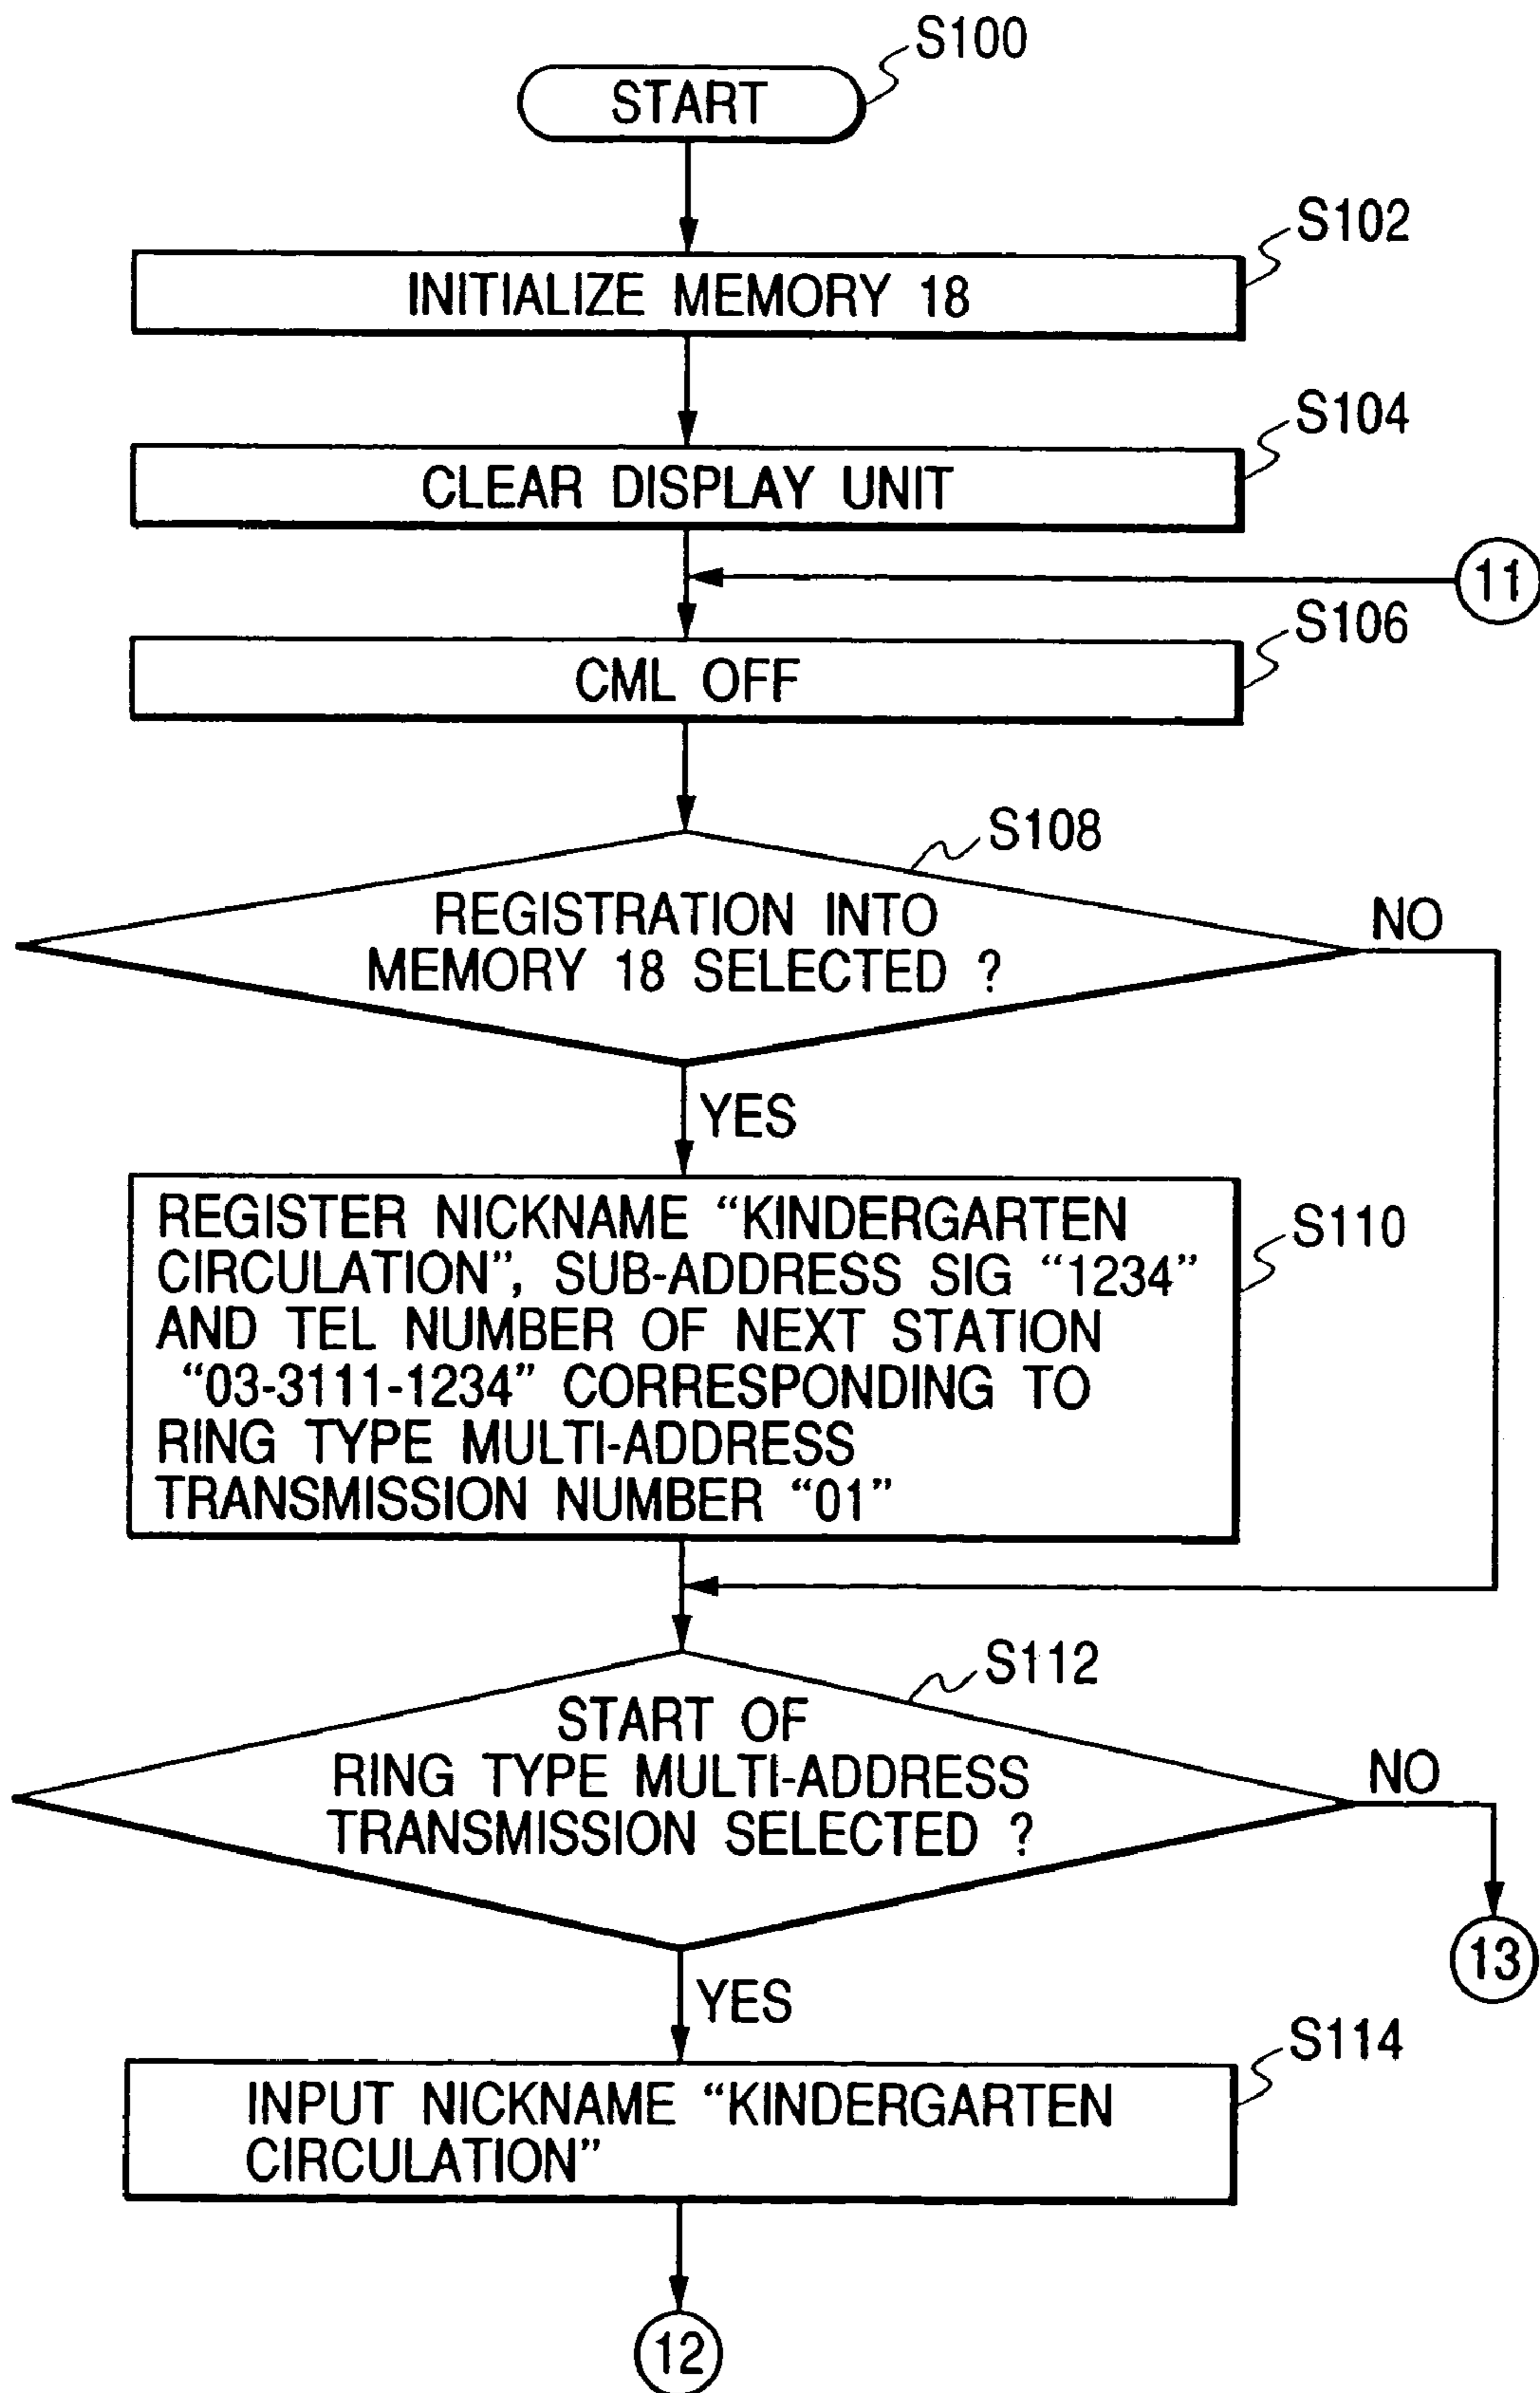 S100
START
S102
INITIALIZE MEMORY 18
S104
CLEAR DISPLAY UNIT
11
S106
CML OFF
S108
REGISTRATION INTO
MEMORY 18 SELECTED ?
NO
YES
REGISTER NICKNAME “KINDERGARTEN
CIRCULATION”, SUB-ADDRESS SIG “1234”
AND TEL NUMBER OF NEXT STATION
“03-3111-1234” CORRESPONDING TO
RING TYPE MULTI-ADDRESS
TRANSMISSION NUMBER “01”
S110
S112
START OF
RING TYPE MULTI-ADDRESS
TRANSMISSION SELECTED ?
NO
13
YES
S114
INPUT NICKNAME “KINDERGARTEN
CIRCULATION”
12